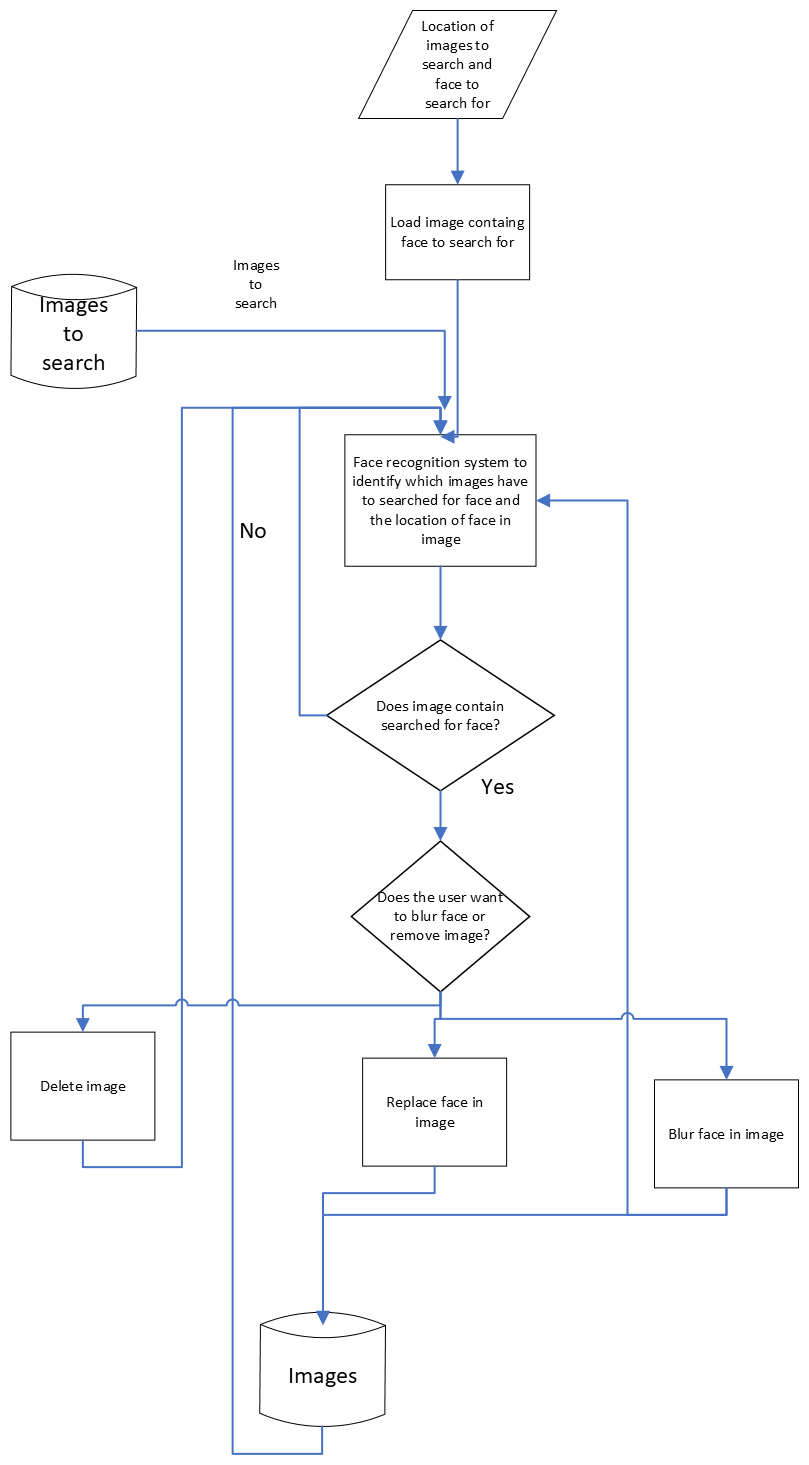 Location of
images to
search and
face to
search for
Load image containg
face to search for
Images
to
search
Images
to
search
Face recognition system to
identify which images have
to searched for face and
the location of face in
image
No
Does image contain
searched for face?
Yes
Does the user want
to blur face or
remove image?
Delete image
Replace face in
image
Blur face in image
Images